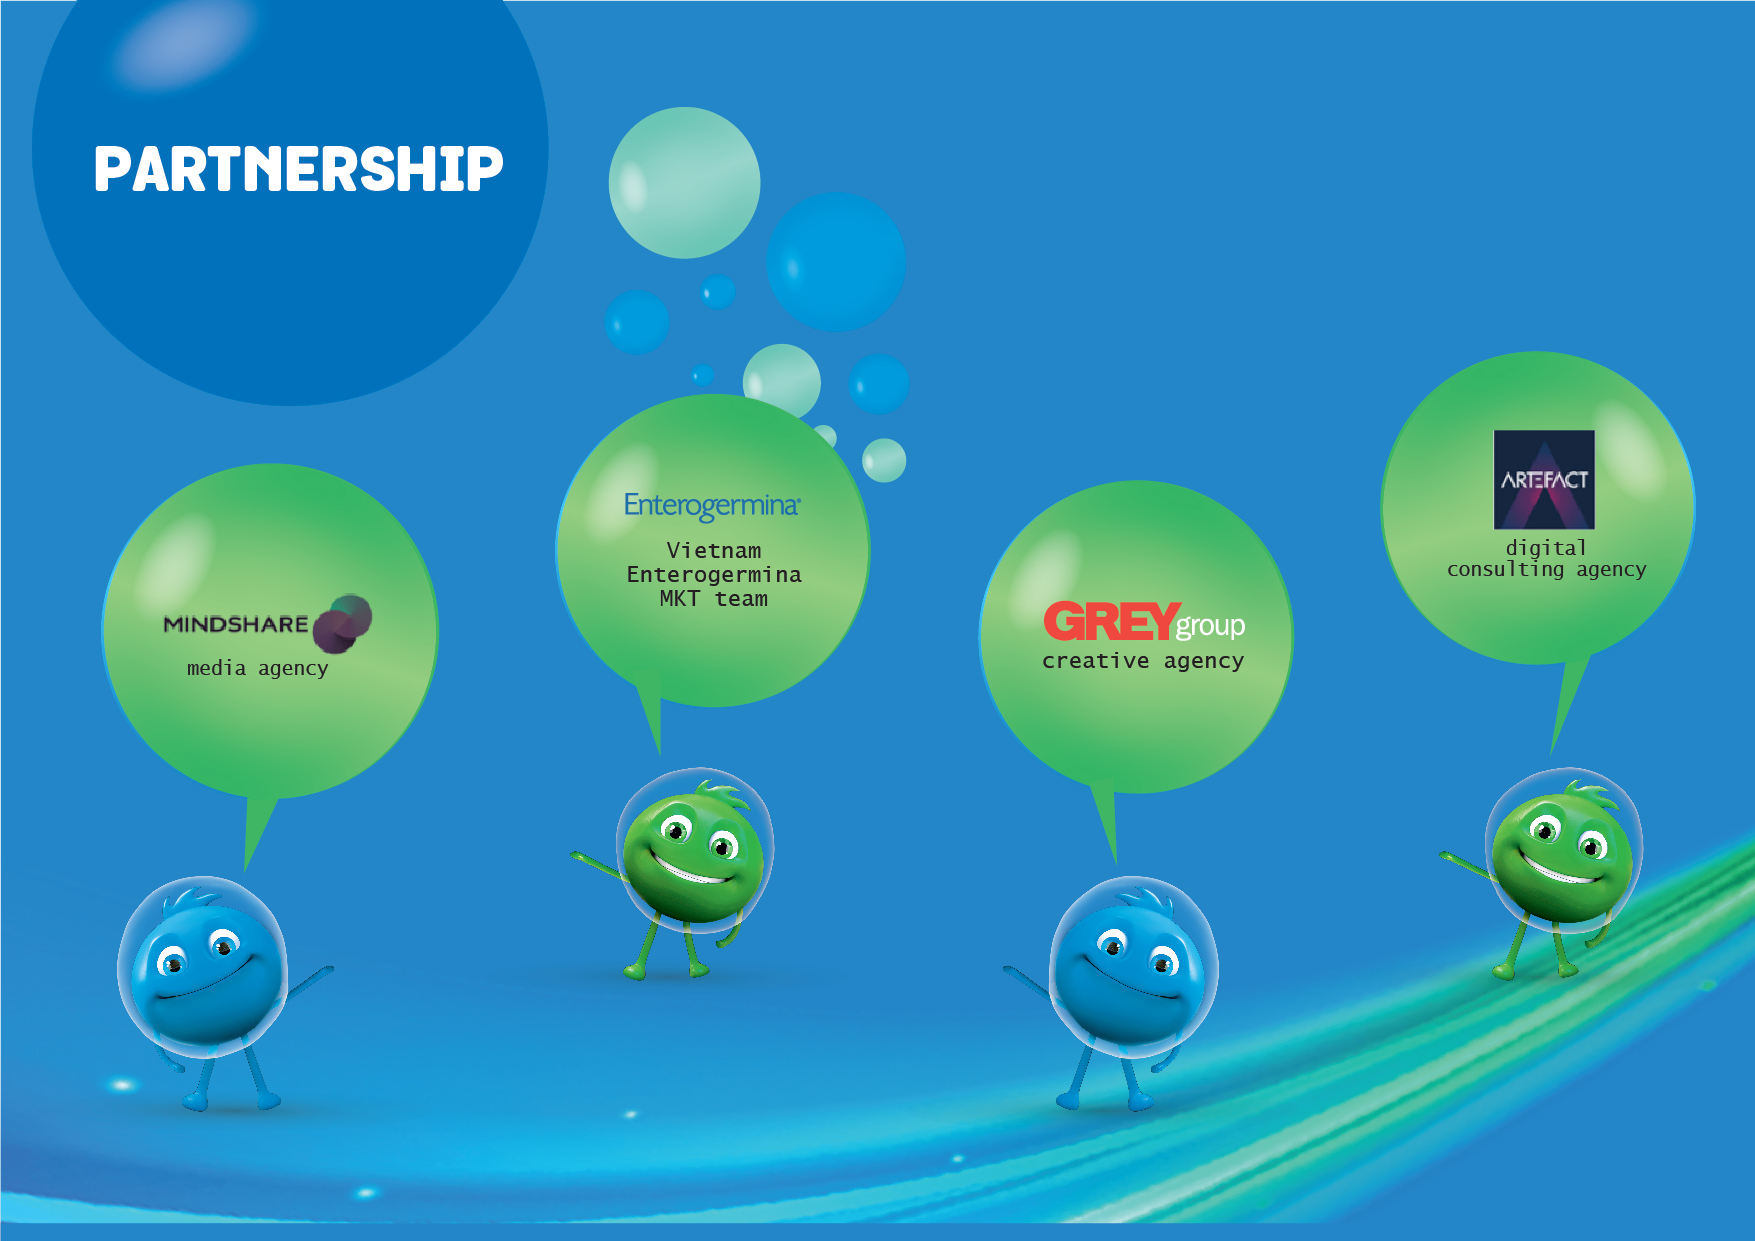 PARTNERSHIP
MINDSHARE
media agency
Enterogermina®
Vietnam
Enterogermina
MKT team
GREYgroup
creative agency
ARTEFACT
digital
consulting agency